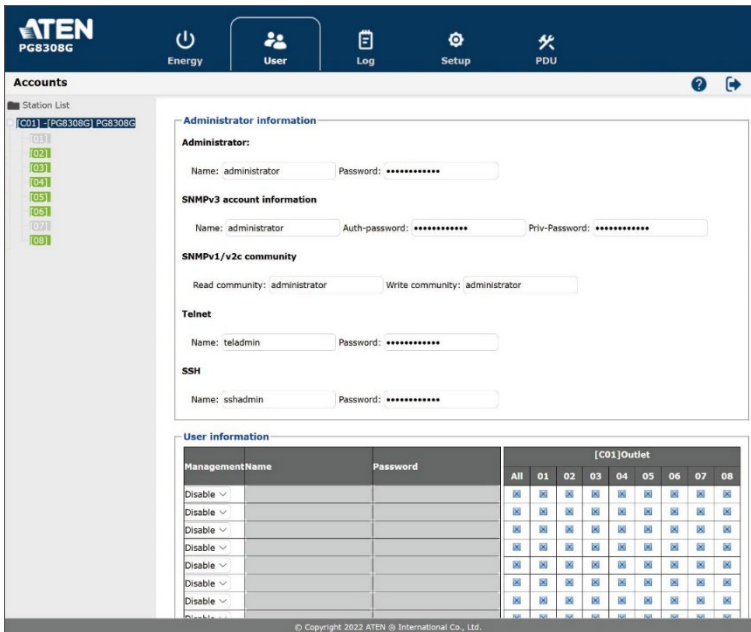 ATEN
PG8308G
Energy
User
Log
Setup
PDU
Accounts
Station List
[C01] -[PG8308G] PG8308G
[01]
[02]
[03]
[04]
[05]
[06]
[07]
[08]
Administrator information
Administrator:
Name: administrator Password: ••••••••••••
SNMPv3 account information
Name: administrator Auth-password: •••••••••••• Priv-Password: ••••••••••••
SNMPv1/v2c community
Read community: administrator Write community: administrator
Telnet
Name: teladmin Password: ••••••••••••
SSH
Name: sshadmin Password: ••••••••••••
User information
[C01]Outlet
Management Name Password
All 01 02 03 04 05 06 07 08
Disable
Disable
Disable
Disable
Disable
Disable
Disable
© Copyright 2022 ATEN ® International Co., Ltd.